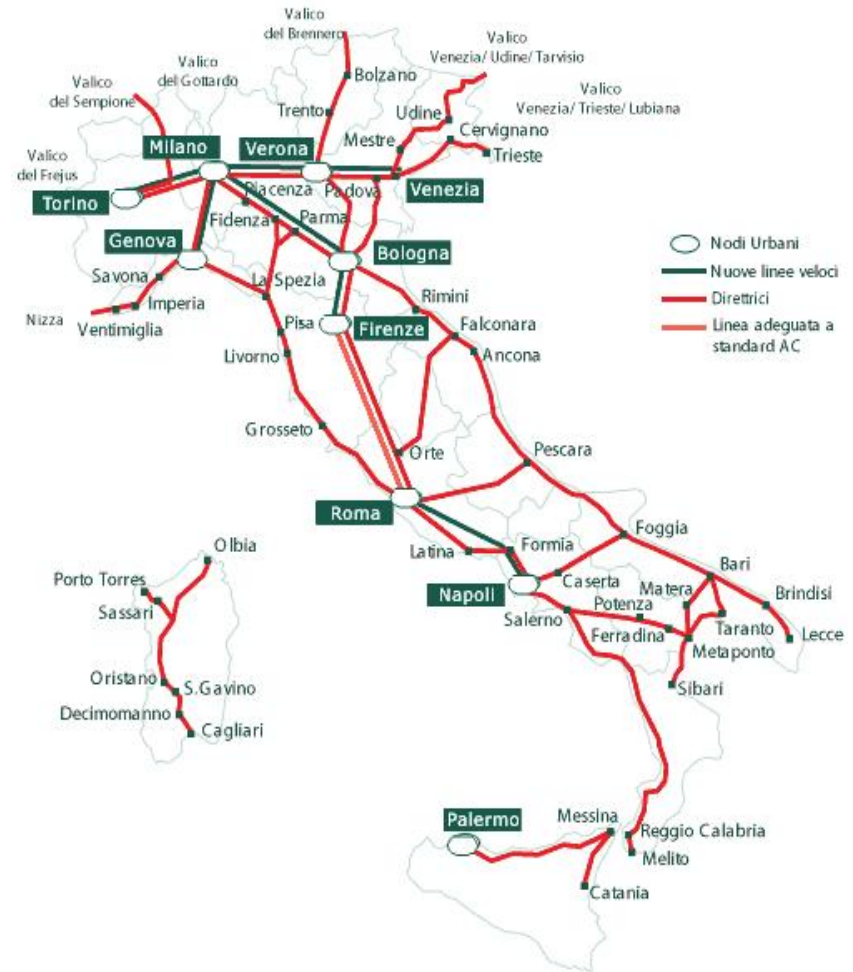 Valico
del Brennero
Valico
Venezia/ Udine/ Tarvisio
Valico
del Gottardo
Bolzano
Valico
del Sempione
Valico
Venezia/ Trieste/ Lubiana
Trento
Udine
Cervignano
Mestre
Milano
Verona
Trieste
Valico
del Frejus
Piacenza
Padova
Venezia
Torino
Fidenza
Parma
Genova
Bologna
Nodi Urbani
Savona
La Spezia
Nuove linee veloci
Rimini
Direttrici
Imperia
Nizza
Ventimiglia
Pisa
Firenze
Falconara
Linea adeguata a
standard AC
Livorno
Ancona
Grosseto
Orte
Pescara
Roma
Foggia
Latina
Formia
Olbia
Bari
Porto Torres
Caserta
Matera
Brindisi
Napoli
Sassari
Salerno
Potenza
Taranto
Ferradina
Lecce
Metaponto
Oristano
S.Gavino
Sibari
Decimomanno
Cagliari
Palermo
Messina
Reggio Calabria
Melito
Catania